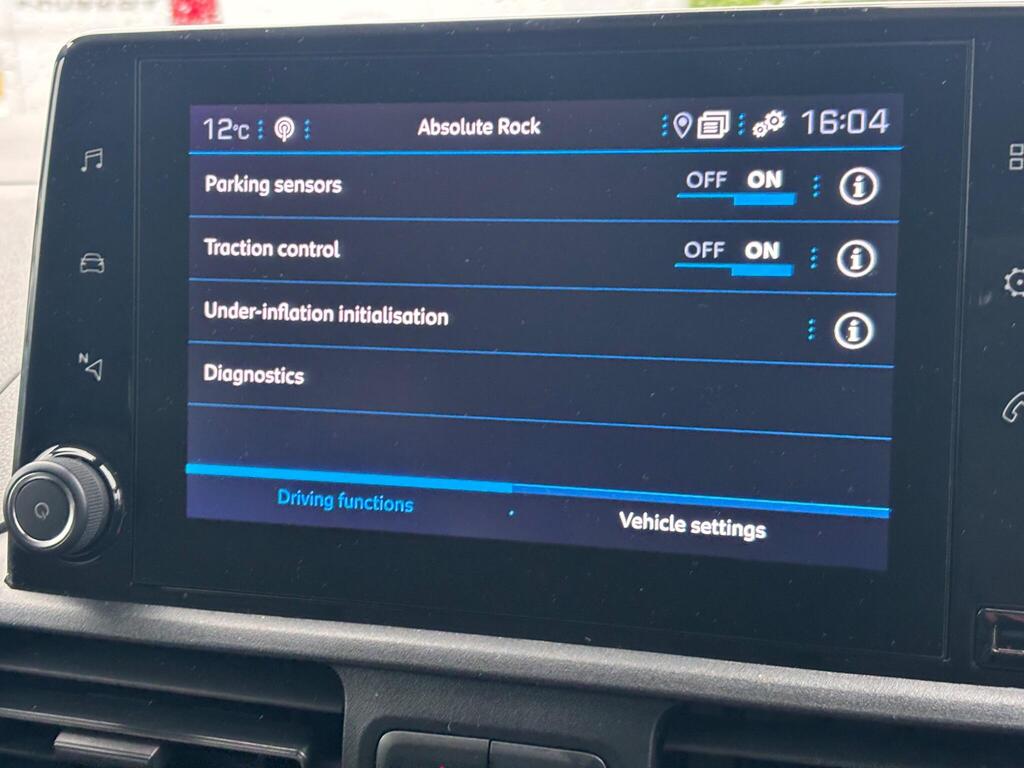 12°C Absolute Rock 16:04
Parking sensors OFF ON
Traction control OFF ON
Under-inflation initialisation
Diagnostics
Driving functions Vehicle settings
N